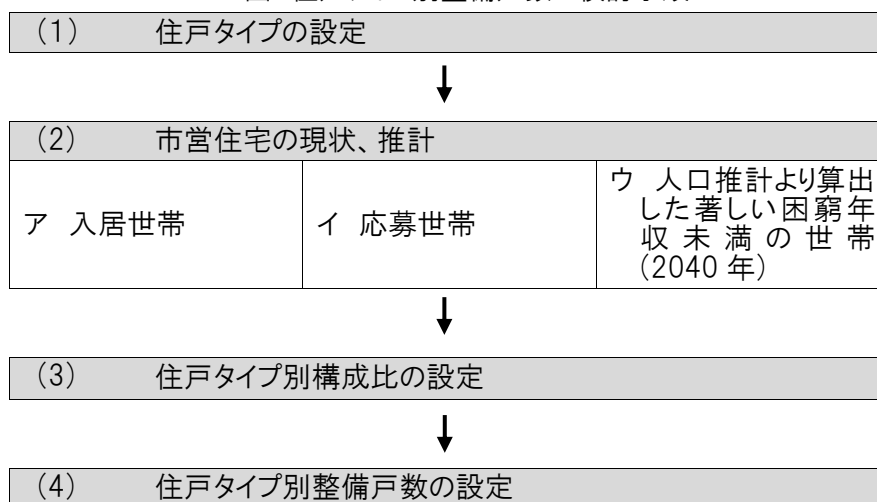 (1) 住戸タイプの設定
(2) 市営住宅の現状、推計
ア 入居世帯
イ 応募世帯
ウ 人口推計より算出
した著しい困窮年
収未満の世帯
(2040 年)
(3) 住戸タイプ別構成比の設定
(4) 住戸タイプ別整備戸数の設定